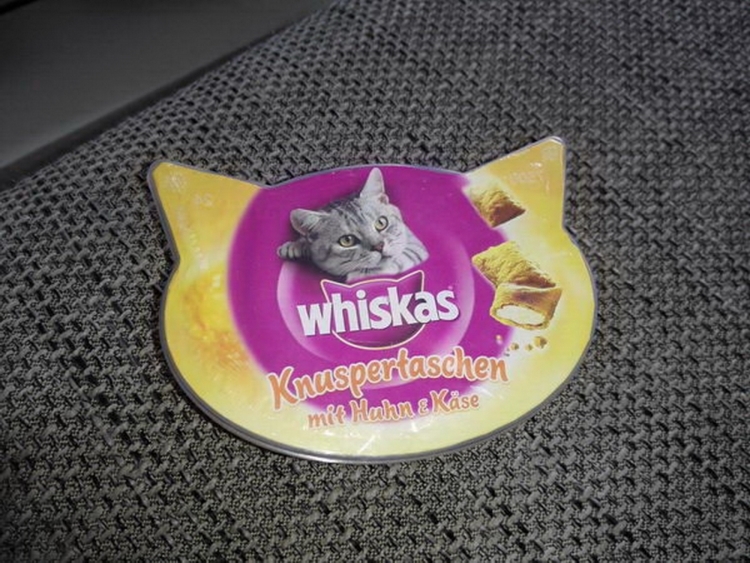 whiskas
Knuspertaschen
mit Huhn & Käse